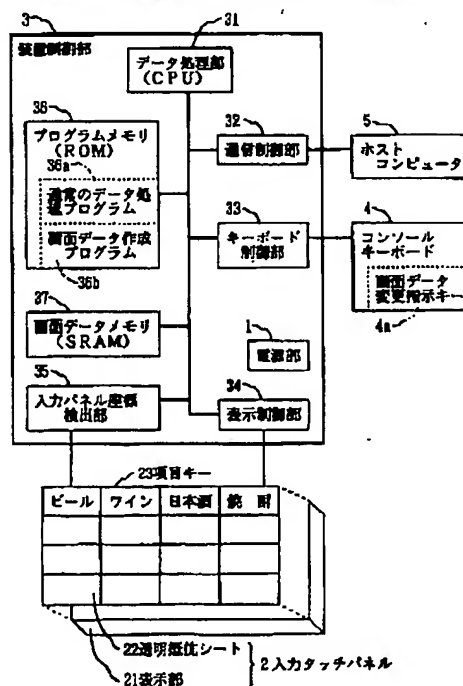 3
装置制御部
31
データ処理部
(CPU)
36
プログラムメモリ
(ROM)
36a
通常のデータ処
理プログラム
画面データ作成
プログラム
36b
32
通信制御部
5
ホスト
コンピュータ
33
キーボード
制御部
4
コンソール
キーボード
画面データ
変更指示キー
4a
37
画面データメモリ
(SRAM)
1
電源部
35
入力パネル座標
検出部
34
表示制御部
23項目キー
ビール ワイン 日本酒 焼 酎
22透明抵抗シート
21表示部
2入力タッチパネル